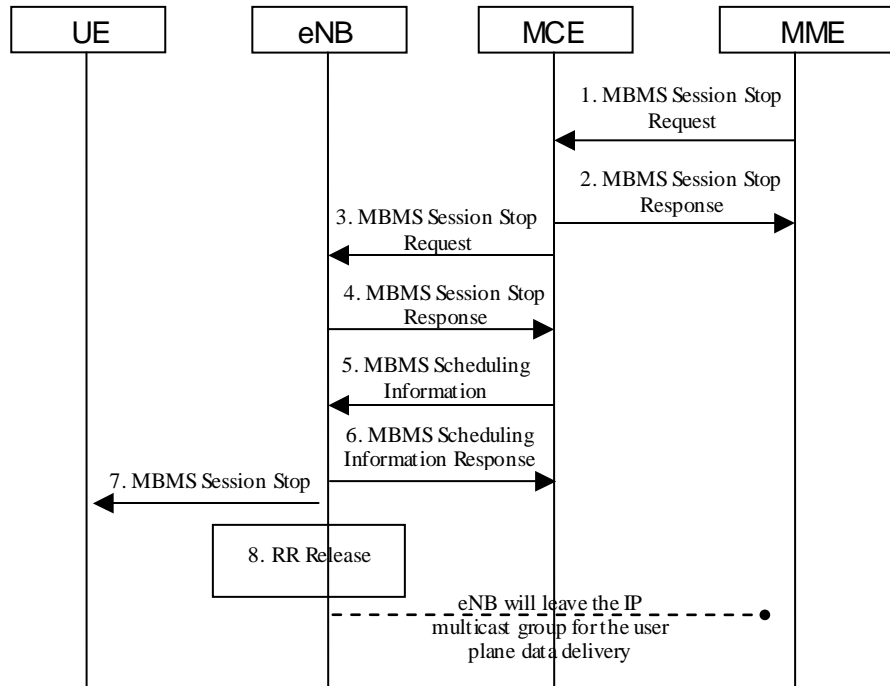 UE
eNB
MCE
MME
1. MBMS Session Stop
Request
2. MBMS Session Stop
Response
3. MBMS Session Stop
Request
4. MBMS Session Stop
Response
5. MBMS Scheduling
Information
6. MBMS Scheduling
Information Response
7. MBMS Session Stop
8. RR Release
eNB will leave the IP
multicast group for the user
plane data delivery